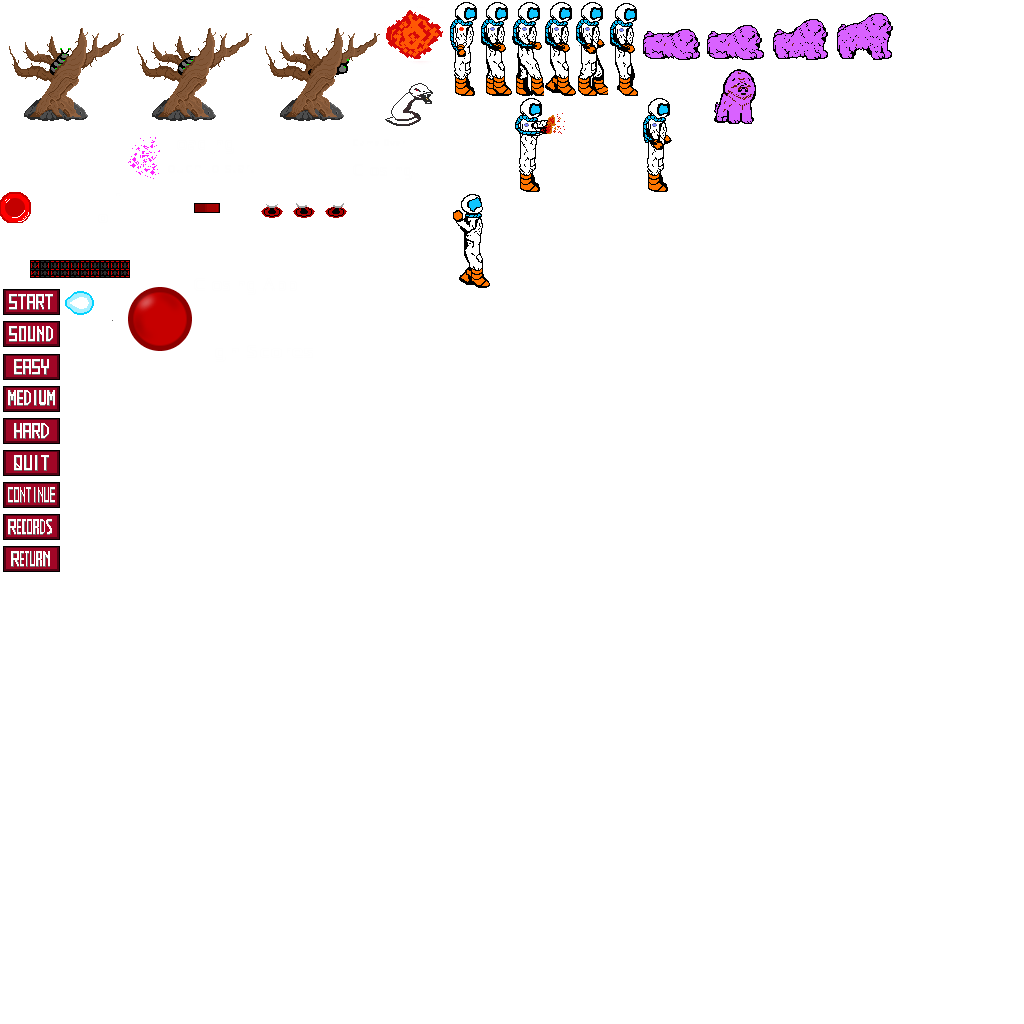 START
SOUND
EASY
MEDIUM
HARD
QUIT
CONTINUE
RECORDS
RETURN